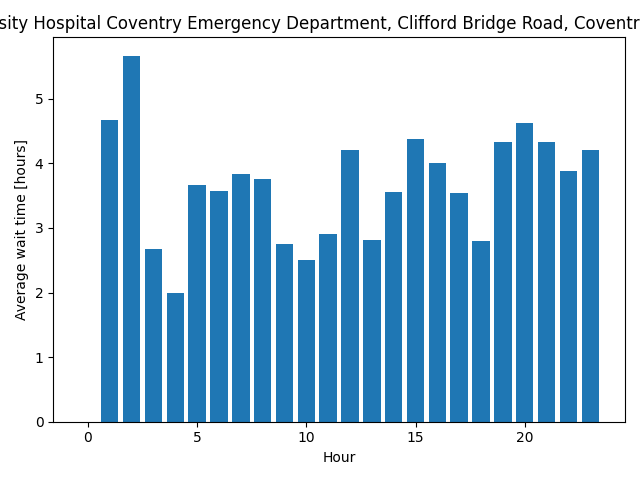 sity Hospital Coventry Emergency Department, Clifford Bridge Road, Coventr
Average wait time [hours]
5
4
3
2
1
0
0 5 10 15 20
Hour